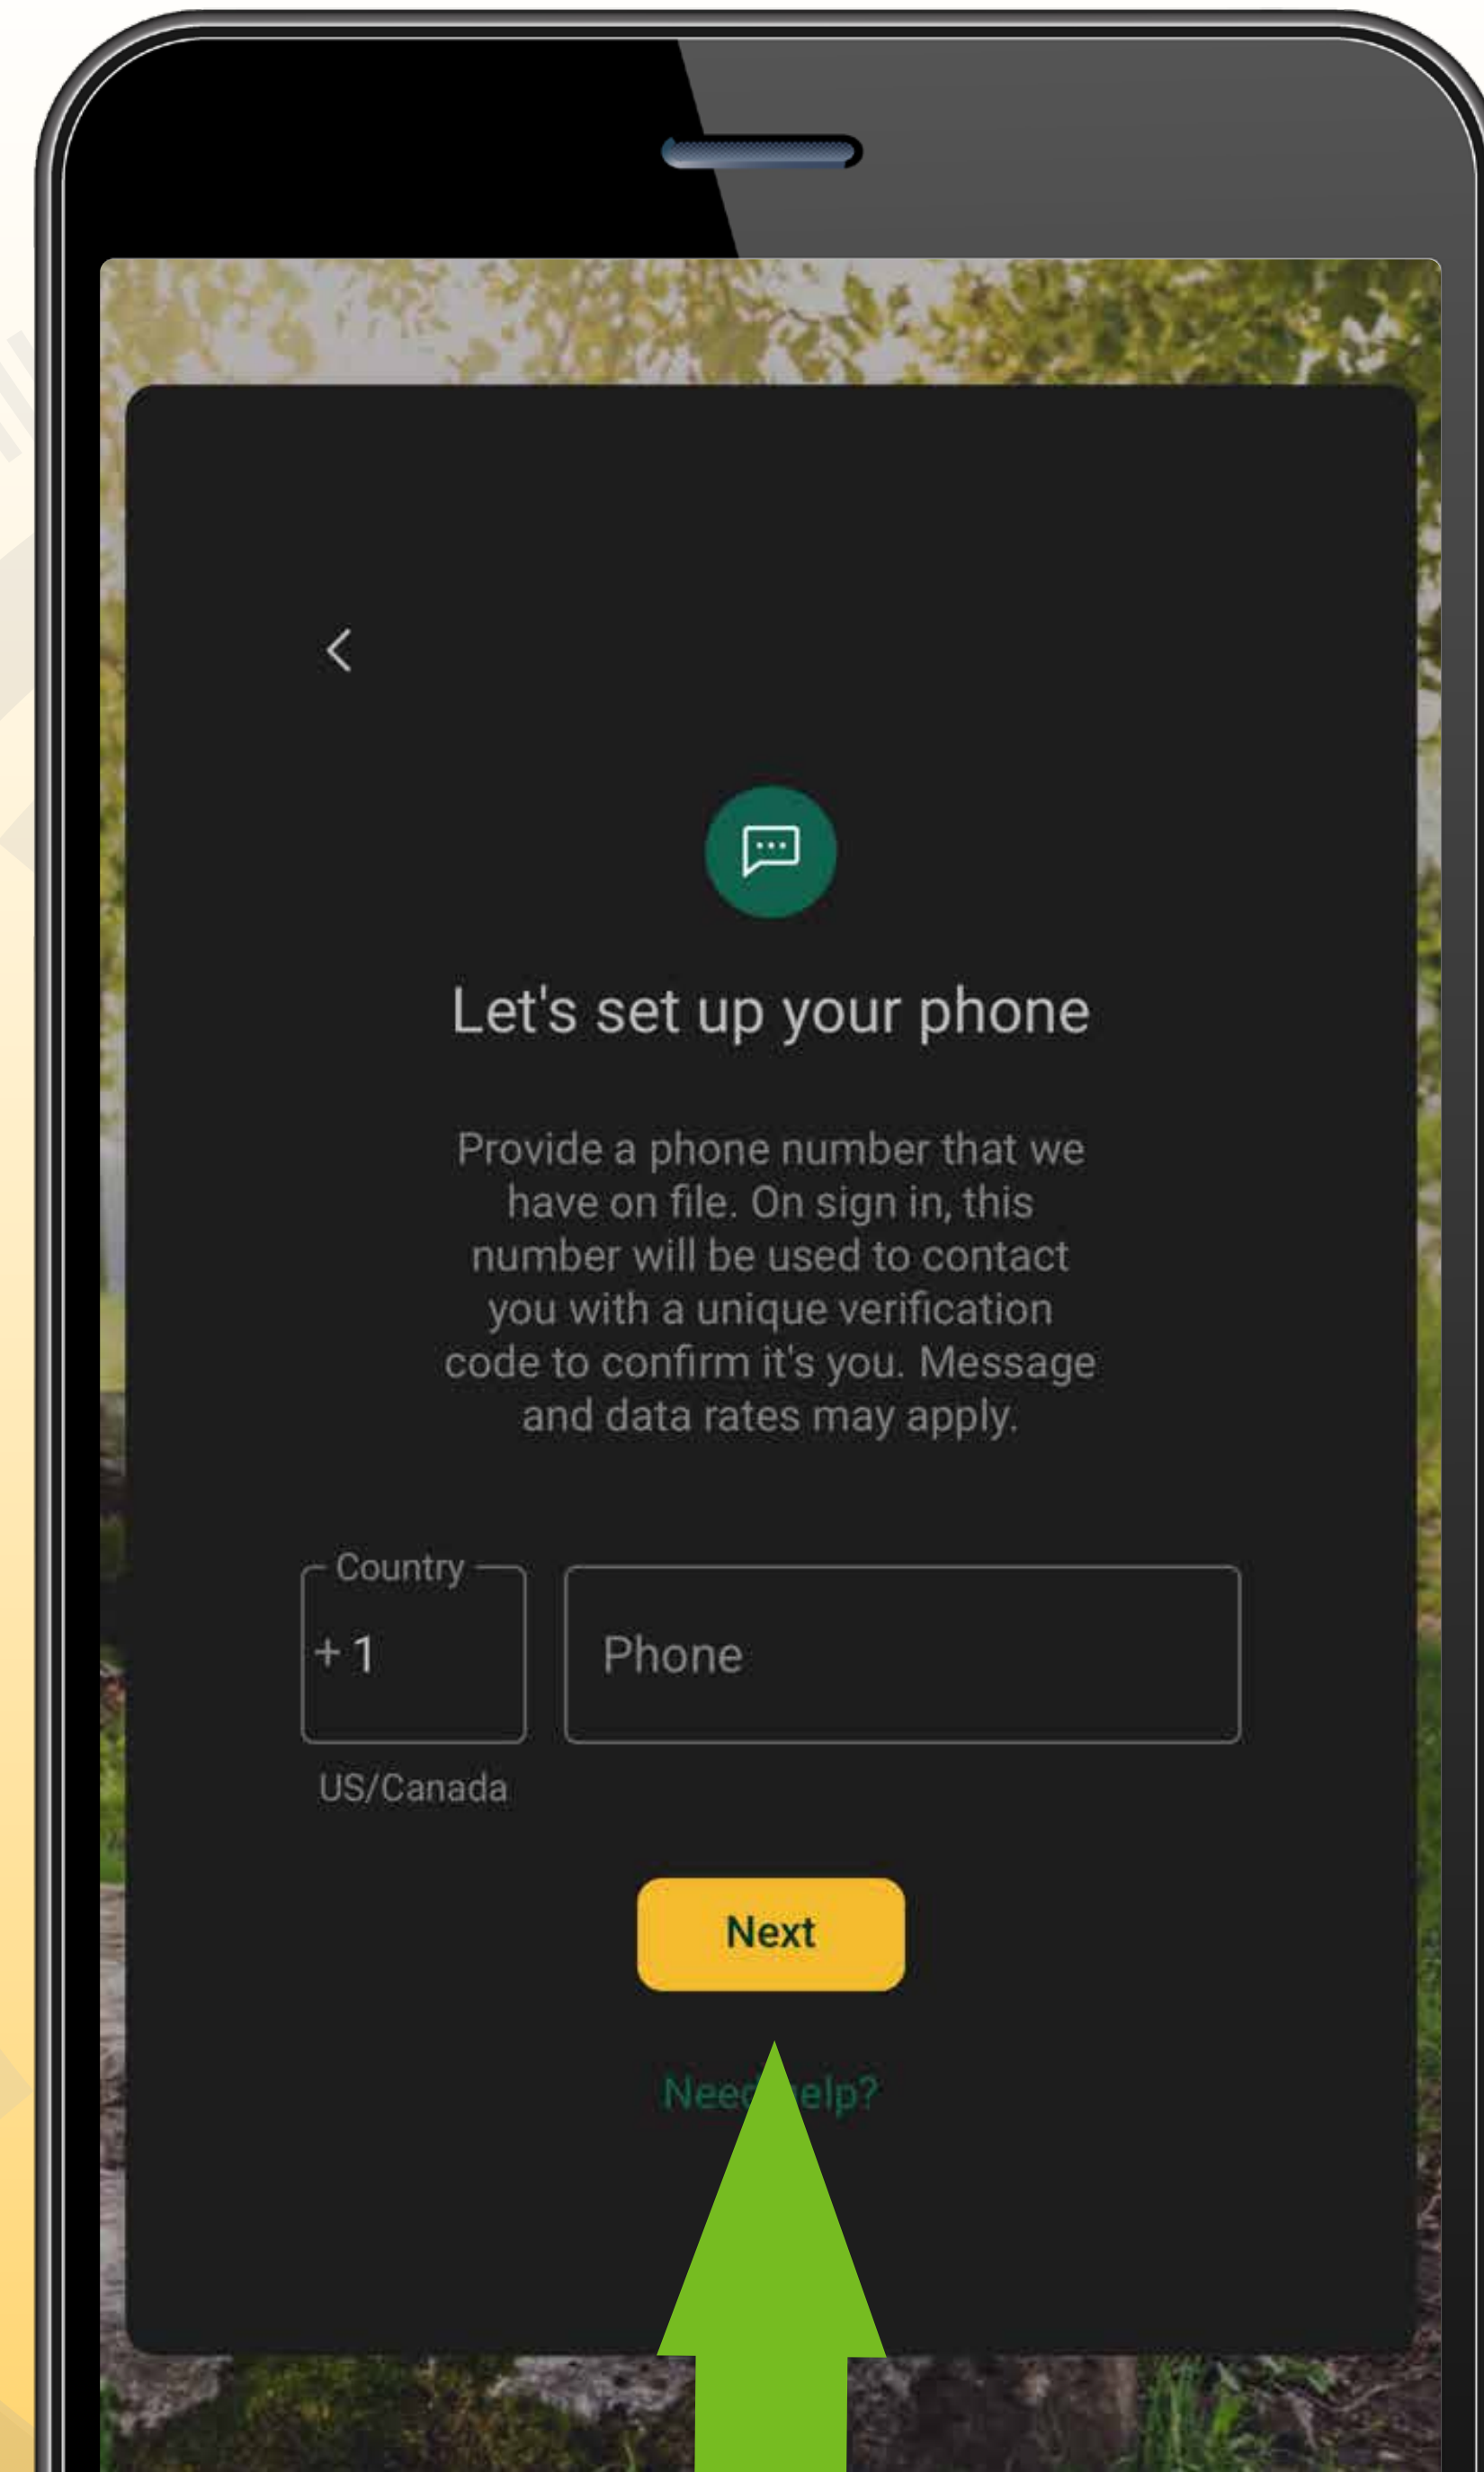 Let's set up your phone
Provide a phone number that we
have on file. On sign in, this
number will be used to contact
you with a unique verification
code to confirm it's you. Message
and data rates may apply.
Country
+ 1
Phone
US/Canada
Next
Need elp?